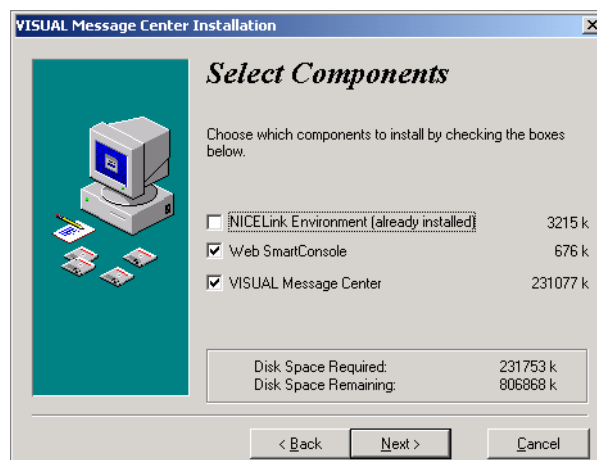 VISUAL Message Center Installation
Select Components
Choose which components to install by checking the boxes
below.
NICELink Environment (already installed) 3215 k
Web SmartConsole 676 k
VISUAL Message Center 231077 k
Disk Space Required: 231753 k
Disk Space Remaining: 806868 k
< Back Next > Cancel